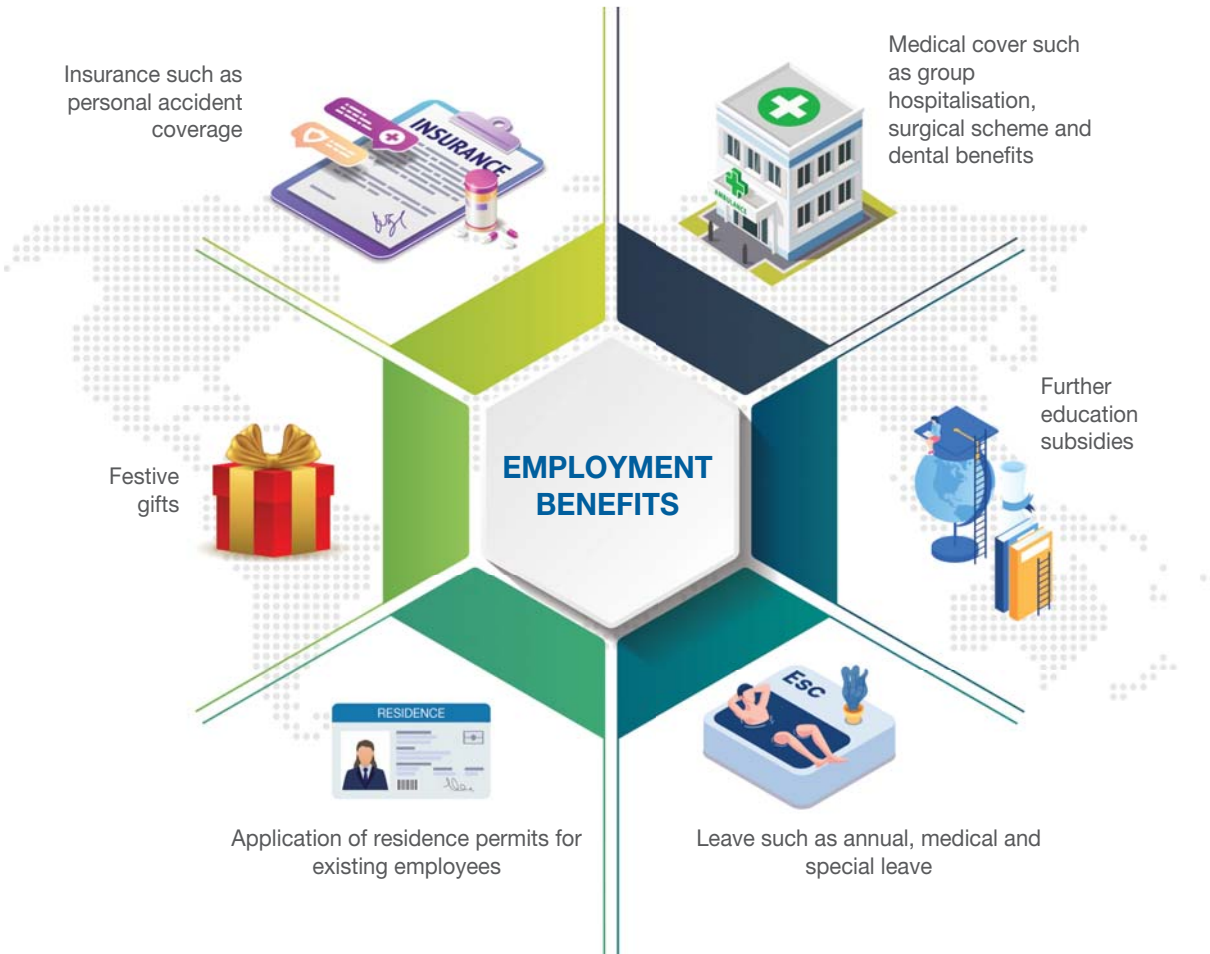 Insurance such as
personal accident
coverage
INSURANCE
Medical cover such
as group
hospitalisation,
surgical scheme and
dental benefits
AMBULANCE
Further
education
subsidies
Festive
gifts
EMPLOYMENT
BENEFITS
RESIDENCE
Esc
Application of residence permits for
existing employees
Leave such as annual, medical and
special leave